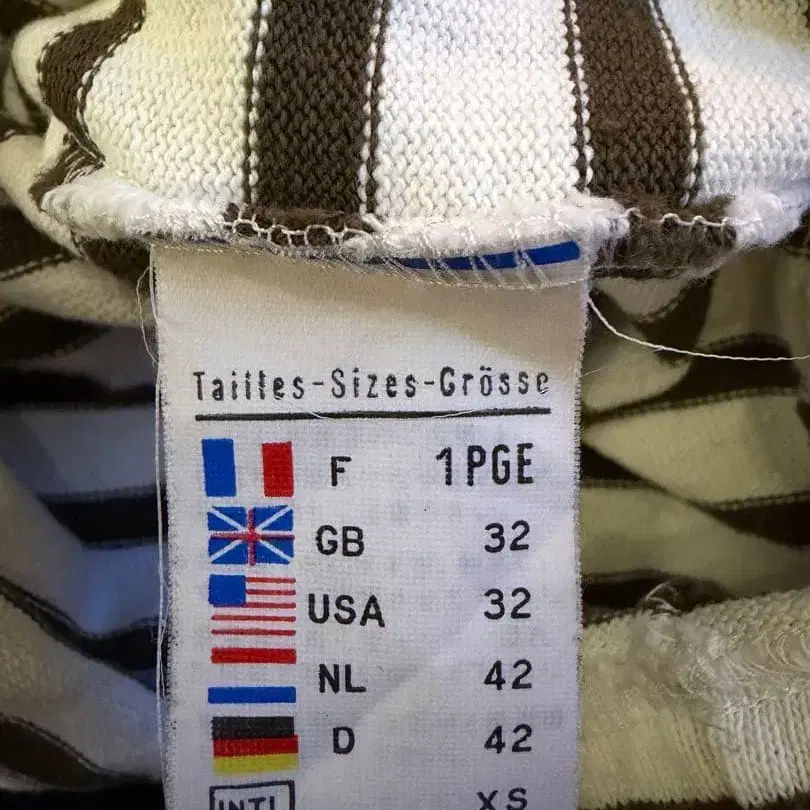 Tailles-Sizes-Grösse
F 1PGE
GB 32
USA 32
NL 42
D 42
INTL XS